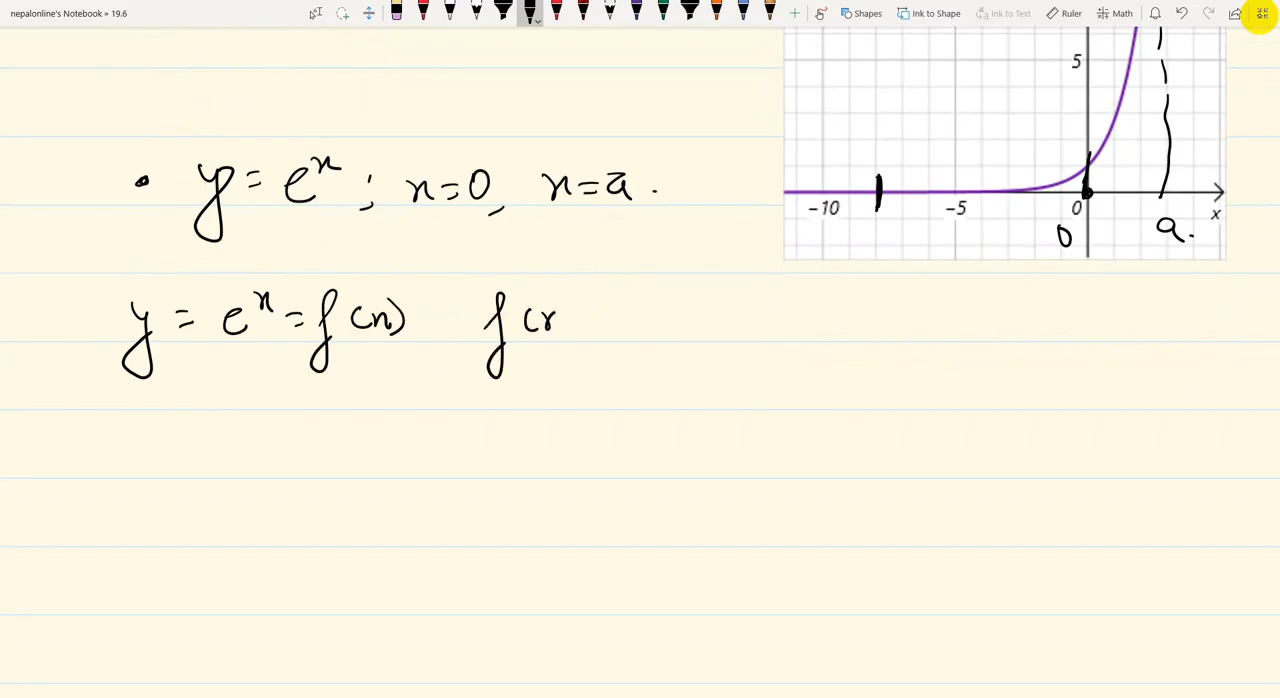 nepalonline's Notebook » 19.6
Shapes Ink to Shape Ink to Text Ruler Math
5
-10 -5 0 x
0 a.
• y = e^x ; x=0, x=a .
y = e^x = f(x) f(x